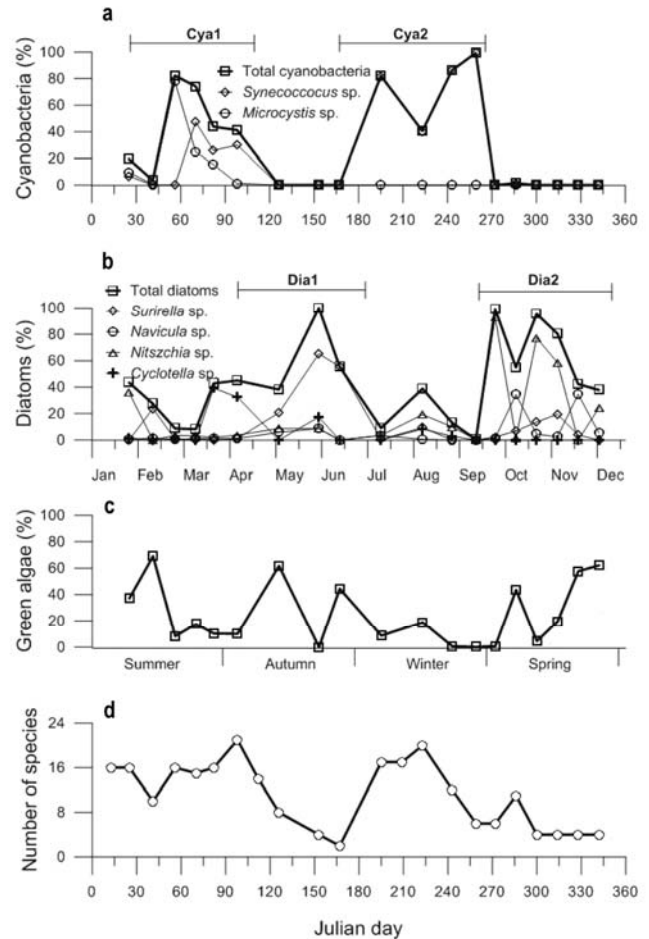 a
Cya1 Cya2
Cyanobacteria (%)
100
80
60
40
20
0
Total cyanobacteria
Synecoccocus sp.
Microcystis sp.
0 30 60 90 120 150 180 210 240 270 300 330 360
b
Dia1 Dia2
Diatoms (%)
100
80
60
40
20
0
Total diatoms
Surirella sp.
Navicula sp.
Nitszchia sp.
Cyclotella sp.
Jan Feb Mar Apr May Jun Jul Aug Sep Oct Nov Dec
c
Green algae (%)
100
80
60
40
20
0
Summer Autumn Winter Spring
d
Number of species
24
16
8
0
0 30 60 90 120 150 180 210 240 270 300 330 360
Julian day